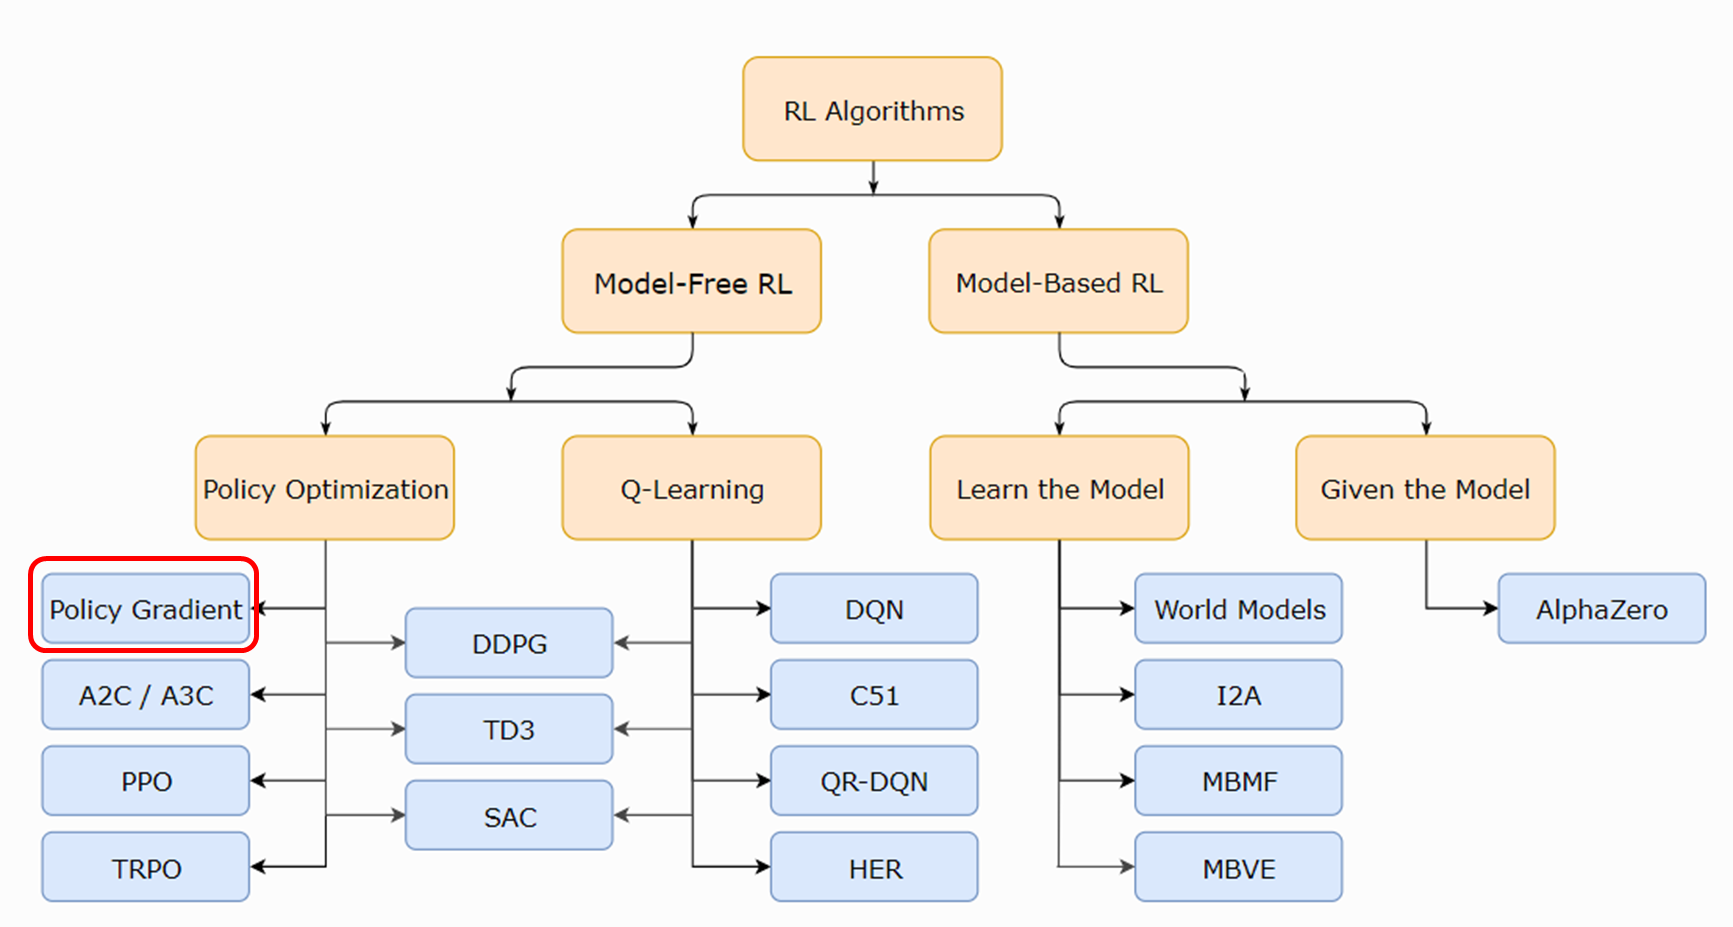 RL Algorithms
Model-Free RL
Model-Based RL
Policy Optimization
Q-Learning
Learn the Model
Given the Model
Policy Gradient
A2C / A3C
PPO
TRPO
DDPG
TD3
SAC
DQN
C51
QR-DQN
HER
World Models
I2A
MBMF
MBVE
AlphaZero